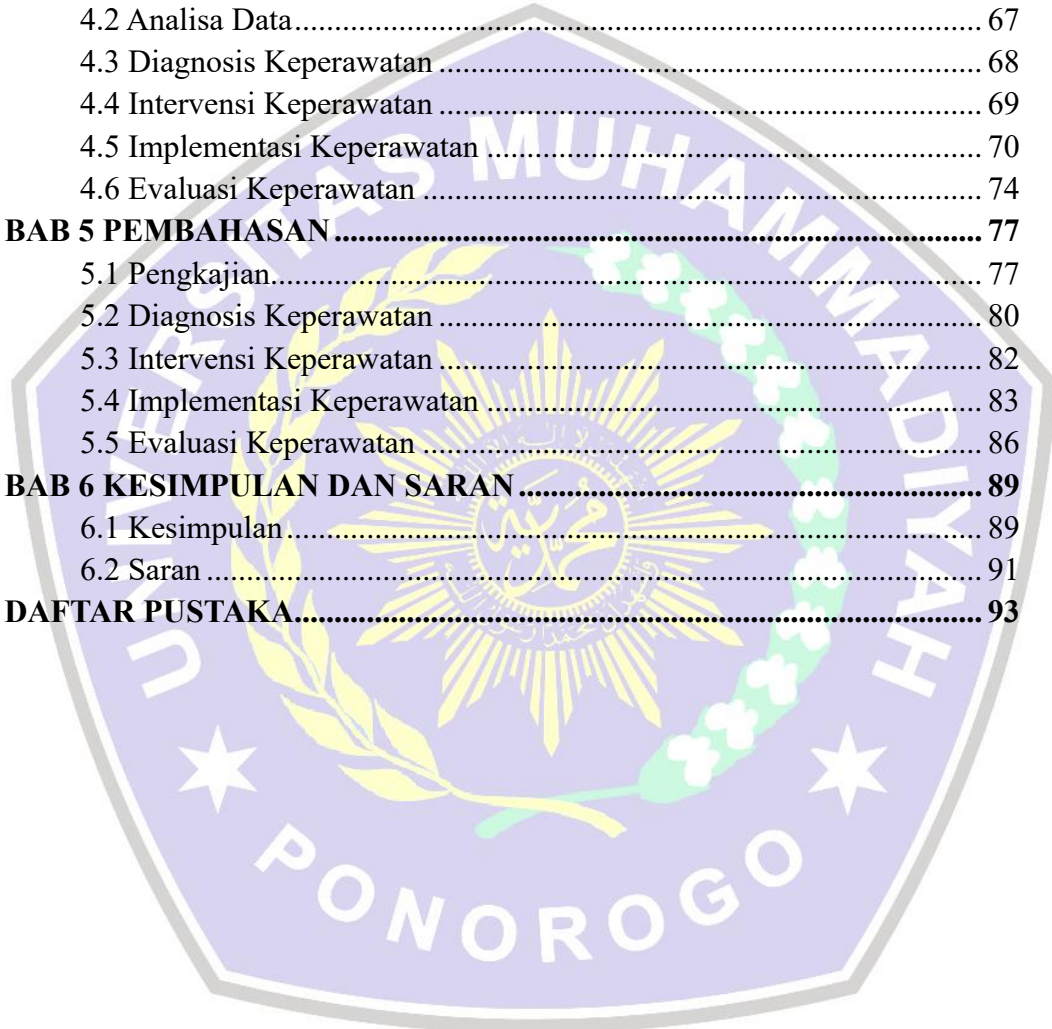 4.2 Analisa Data.......................................................................................... 67
4.3 Diagnosis Keperawatan ....................................................................... 68
4.4 Intervensi Keperawatan ....................................................................... 69
4.5 Implementasi Keperawatan ................................................................. 70
4.6 Evaluasi Keperawatan ......................................................................... 74
BAB 5 PEMBAHASAN ..................................................................................... 77
5.1 Pengkajian............................................................................................. 77
5.2 Diagnosis Keperawatan ....................................................................... 80
5.3 Intervensi Keperawatan ....................................................................... 82
5.4 Implementasi Keperawatan ................................................................. 83
5.5 Evaluasi Keperawatan ......................................................................... 86
BAB 6 KESIMPULAN DAN SARAN ............................................................. 89
6.1 Kesimpulan ........................................................................................... 89
6.2 Saran ..................................................................................................... 91
DAFTAR PUSTAKA.......................................................................................... 93
UNIVERSITAS MUHAMMADIYAH
PONOROGO